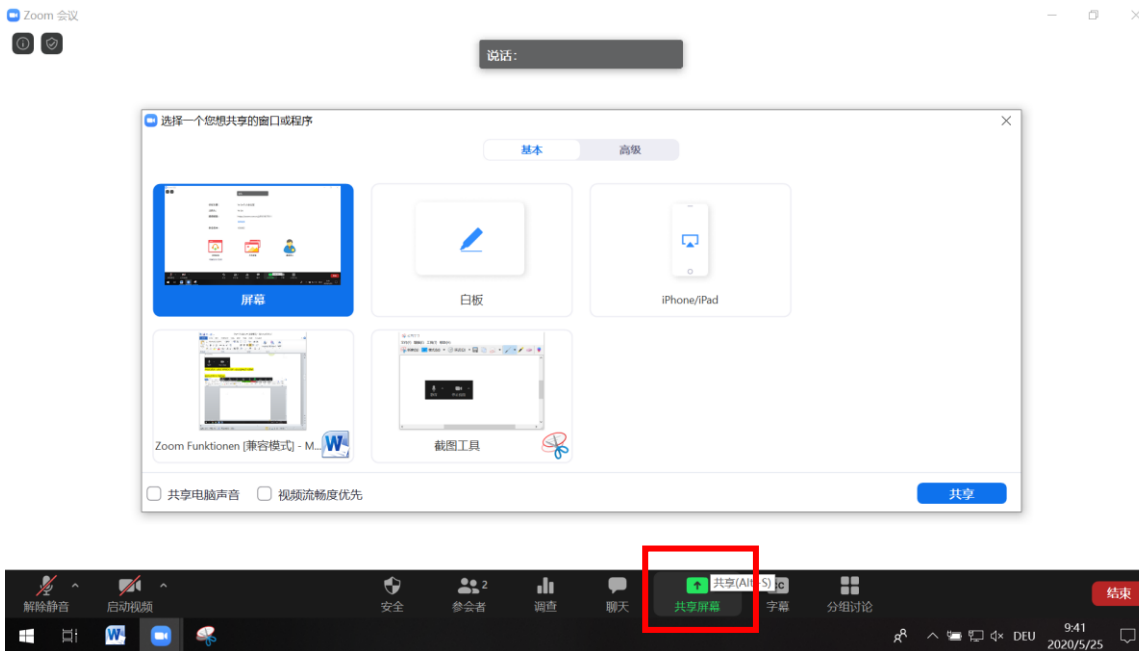 Zoom 会议
说话:
选择一个您想共享的窗口或程序
基本 高级
屏幕 白板 iPhone/iPad
Zoom Funktionen [兼容模式] - M... 截图工具
共享电脑声音 视频流畅度优先 共享
2 共享(Alt+S)
解除静音 启动视频 安全 参会者 调查 聊天 共享屏幕 字幕 分组讨论 结束
DEU 9:41
2020/5/25